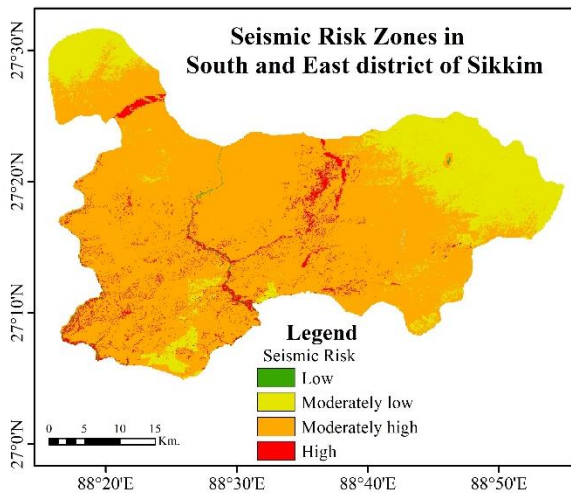 Seismic Risk Zones in
South and East district of Sikkim
27°30'N
27°20'N
27°10'N
27°0'N
Legend
Seismic Risk
Low
Moderately low
Moderately high
High
0 5 10 15
Km.
88°20'E 88°30'E 88°40'E 88°50'E